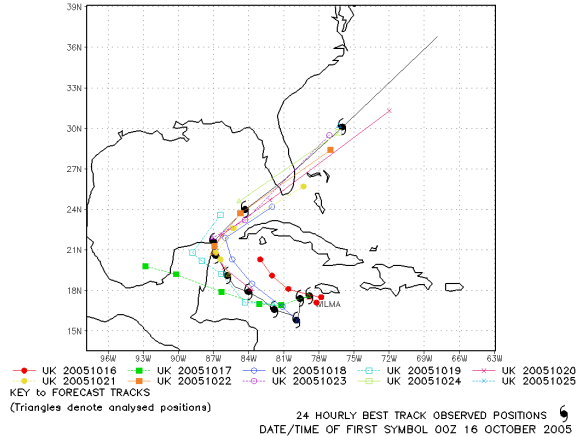 39N
36N
33N
30N
27N
24N
21N
18N
15N
WILMA
96W 93W 90W 87W 84W 81W 78W 75W 72W 69W 66W 63W
UK 20051016 UK 20051017 UK 20051018 UK 20051019 UK 20051020
UK 20051021 UK 20051022 UK 20051023 UK 20051024 UK 20051025
KEY to FORECAST TRACKS
(Triangles denote analysed positions)
24 HOURLY BEST TRACK OBSERVED POSITIONS
DATE/TIME OF FIRST SYMBOL 00Z 16 OCTOBER 2005